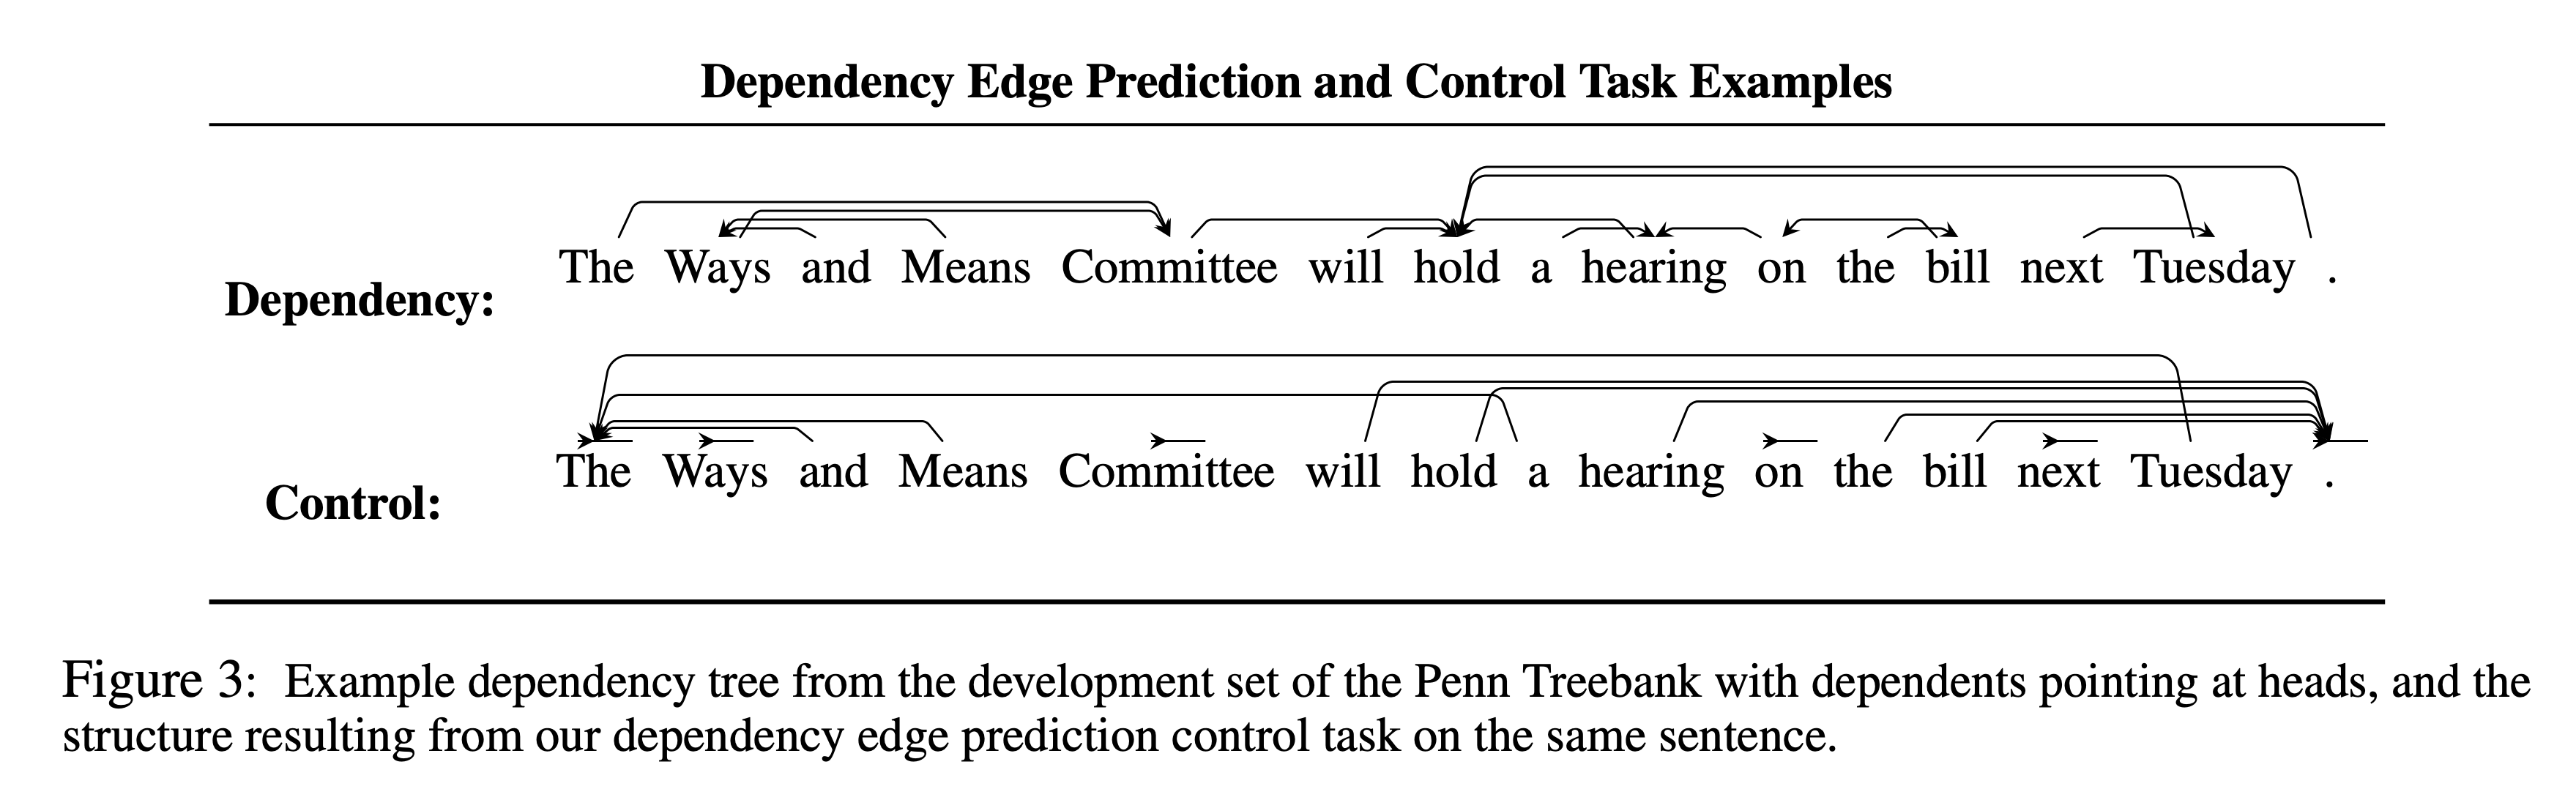 Dependency Edge Prediction and Control Task Examples
Dependency: The Ways and Means Committee will hold a hearing on the bill next Tuesday .
Control: The Ways and Means Committee will hold a hearing on the bill next Tuesday .
Figure 3: Example dependency tree from the development set of the Penn Treebank with dependents pointing at heads, and the
structure resulting from our dependency edge prediction control task on the same sentence.